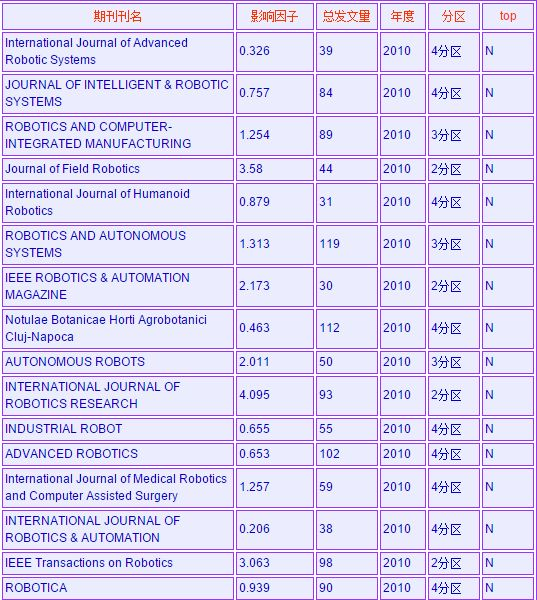 期刊刊名 影响因子 总发文量 年度 分区 top
International Journal of Advanced
Robotic Systems 0.326 39 2010 4分区 N
JOURNAL OF INTELLIGENT & ROBOTIC
SYSTEMS 0.757 84 2010 4分区 N
ROBOTICS AND COMPUTER-
INTEGRATED MANUFACTURING 1.254 89 2010 3分区 N
Journal of Field Robotics 3.58 44 2010 2分区 N
International Journal of Humanoid
Robotics 0.879 31 2010 4分区 N
ROBOTICS AND AUTONOMOUS
SYSTEMS 1.313 119 2010 3分区 N
IEEE ROBOTICS & AUTOMATION
MAGAZINE 2.173 30 2010 2分区 N
Notulae Botanicae Horti Agrobotanici
Cluj-Napoca 0.463 112 2010 4分区 N
AUTONOMOUS ROBOTS 2.011 50 2010 3分区 N
INTERNATIONAL JOURNAL OF
ROBOTICS RESEARCH 4.095 93 2010 2分区 N
INDUSTRIAL ROBOT 0.655 55 2010 4分区 N
ADVANCED ROBOTICS 0.653 102 2010 4分区 N
International Journal of Medical Robotics
and Computer Assisted Surgery 1.257 59 2010 4分区 N
INTERNATIONAL JOURNAL OF
ROBOTICS & AUTOMATION 0.206 38 2010 4分区 N
IEEE Transactions on Robotics 3.063 98 2010 2分区 N
ROBOTICA 0.939 90 2010 4分区 N